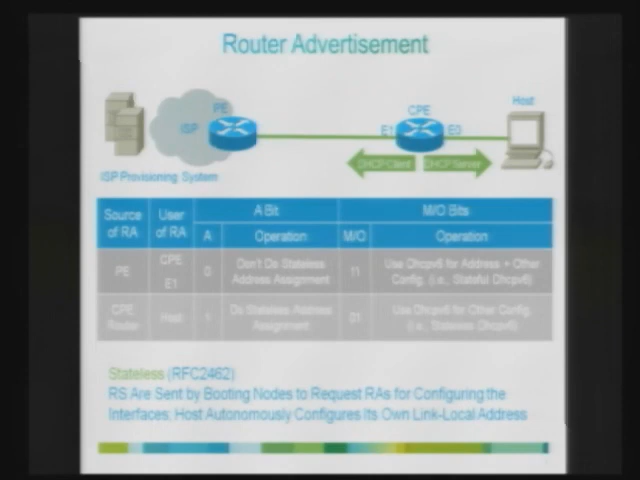 Router Advertisement
PE
ISP
CPE
Host
E1
E0
DHCP Client
DHCP Server
ISP Provisioning System
Source of RA
User of RA
A Bit
M/O Bits
A
Operation
M/O
Operation
PE
CPE
E1
0
Don't Do Stateless
Address Assignment
11
Use Dhcpv6 for Address + Other
Config. (i.e., Stateful Dhcpv6)
CPE
Router
Host
1
Do Stateless Address
Assignment
01
Use Dhcpv6 for Other Config.
(i.e., Stateless Dhcpv6)
Stateless (RFC2462)
RS Are Sent by Booting Nodes to Request RAs for Configuring the
Interfaces; Host Autonomously Configures Its Own Link-Local Address